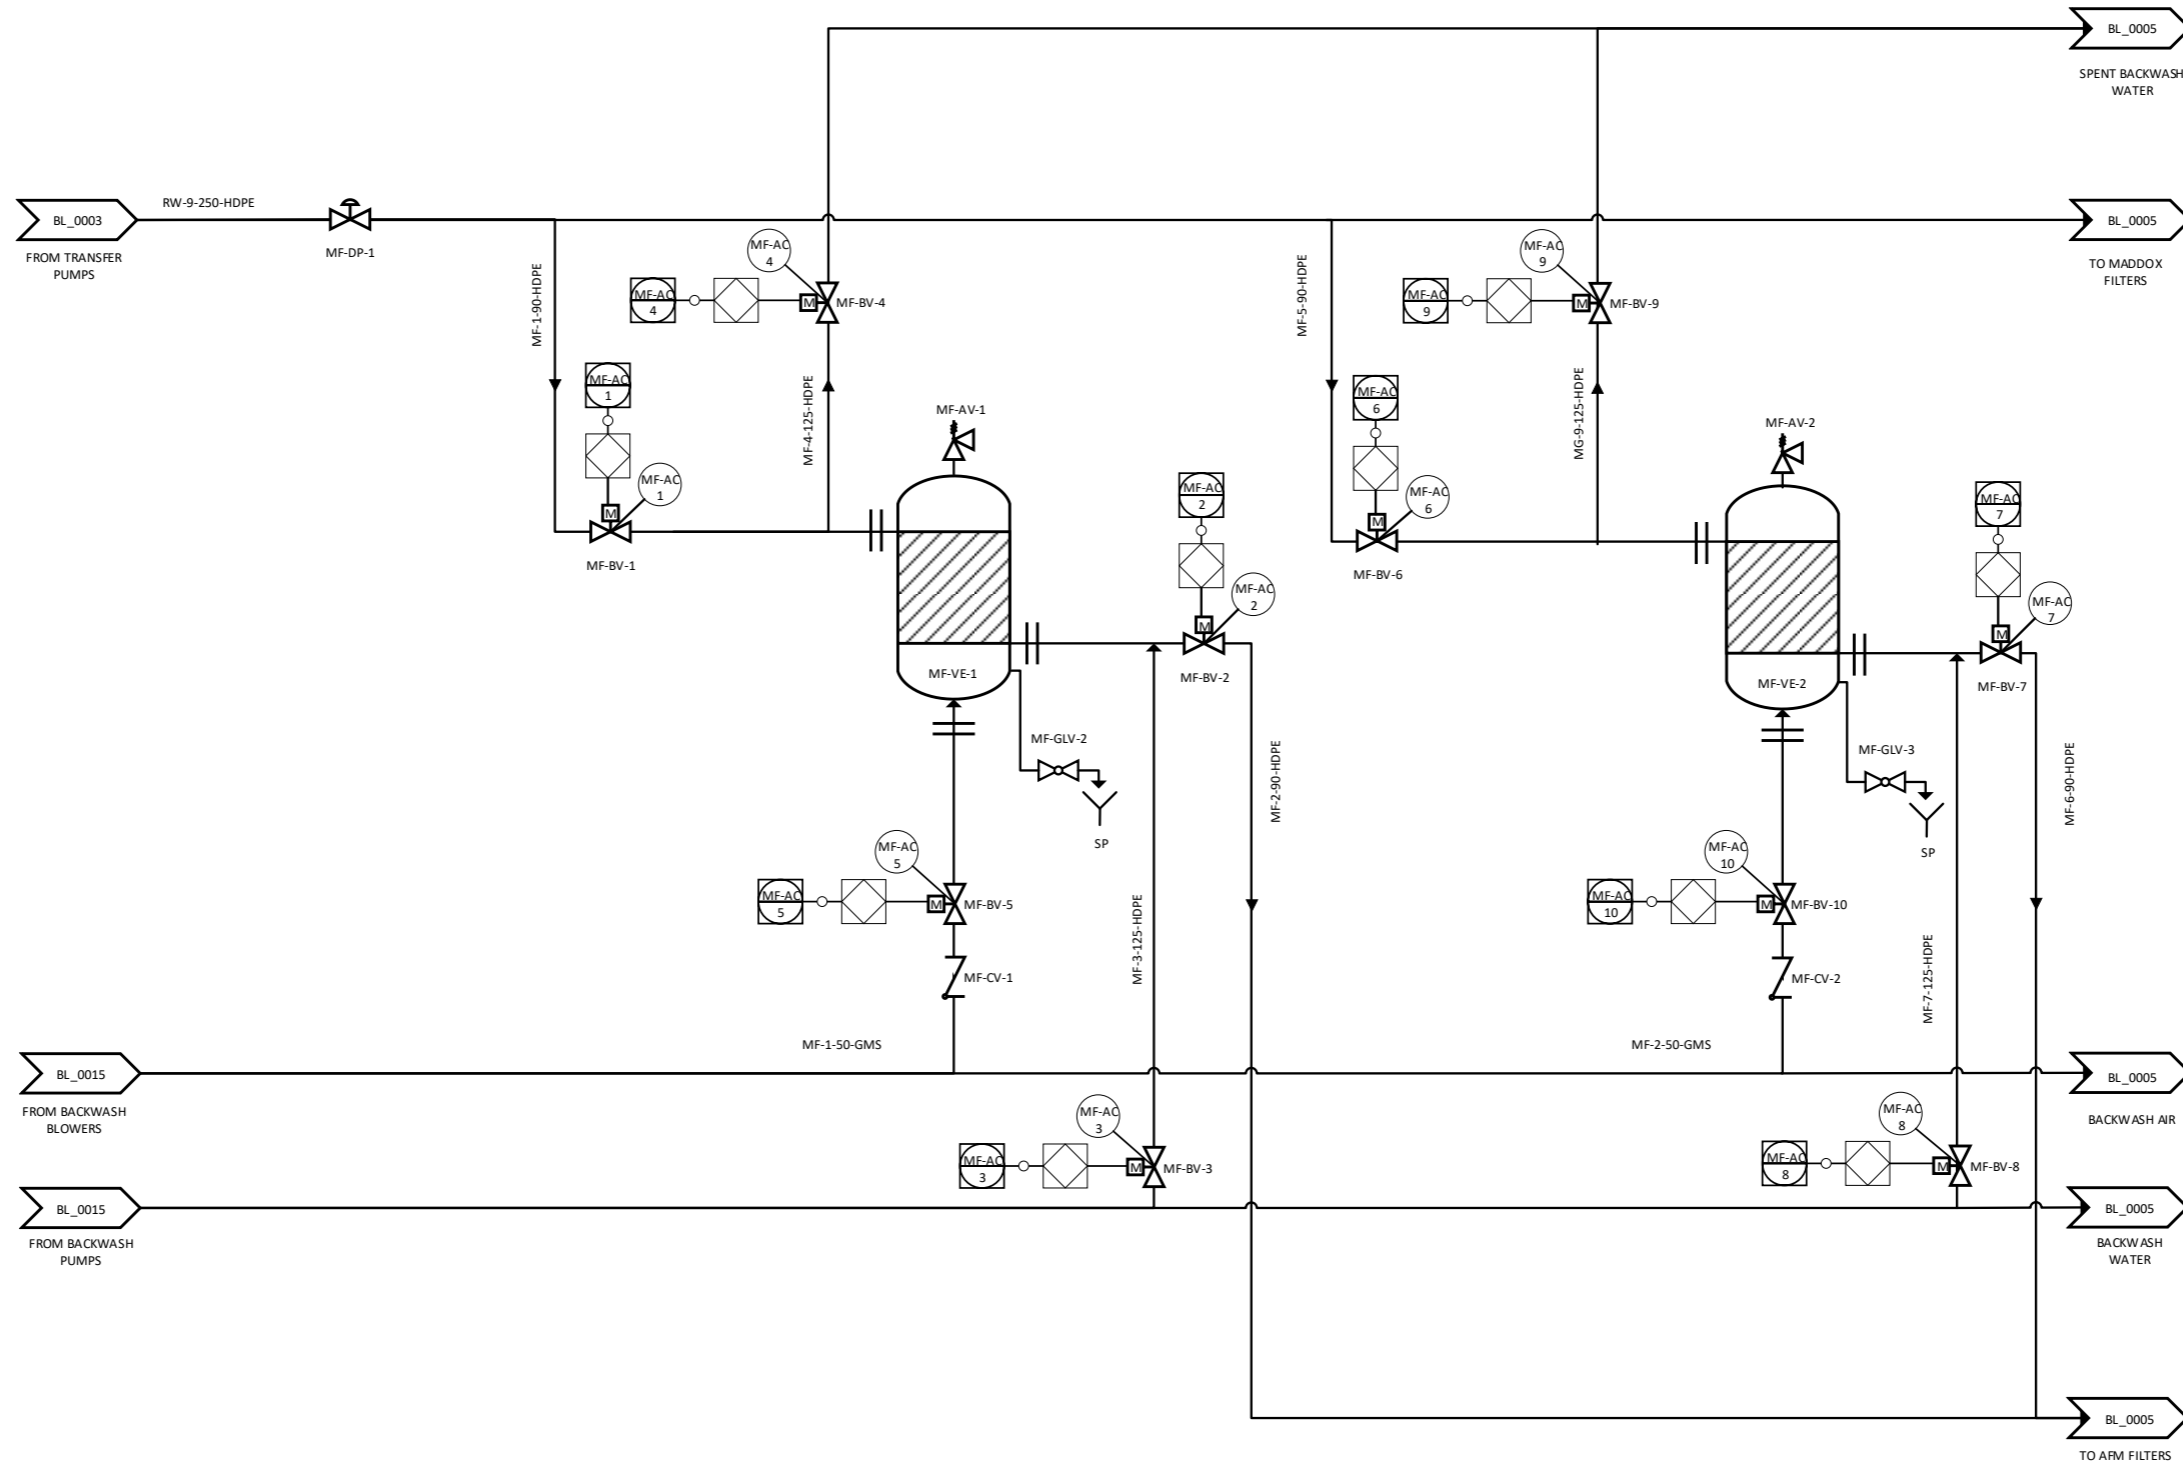 BL_0005
SPENT BACKWASH
WATER
RW-9-250-HDPE
BL_0003
FROM TRANSFER
PUMPS
MF-DP-1
BL_0005
TO MADDOX
FILTERS
MF-1-90-HDPE
MF-AC
4
MF-AC
4
M
MF-BV-4
MF-4-125-HDPE
MF-AC
1
MF-AC
1
M
MF-BV-1
MF-AV-1
MF-VE-1
MF-AC
2
MF-AC
2
M
MF-BV-2
MF-GLV-2
SP
MF-2-90-HDPE
MF-5-90-HDPE
MF-AC
9
MF-AC
9
M
MF-BV-9
MG-9-125-HDPE
MF-AC
6
MF-AC
6
M
MF-BV-6
MF-AV-2
MF-VE-2
MF-AC
7
MF-AC
7
M
MF-BV-7
MF-GLV-3
SP
MF-6-90-HDPE
MF-AC
5
MF-AC
5
M
MF-BV-5
MF-CV-1
MF-3-125-HDPE
MF-1-50-GMS
MF-AC
10
MF-AC
10
M
MF-BV-10
MF-CV-2
MF-7-125-HDPE
MF-2-50-GMS
BL_0015
FROM BACKWASH
BLOWERS
BL_0005
BACKWASH AIR
MF-AC
3
MF-AC
3
M
MF-BV-3
MF-AC
8
MF-AC
8
M
MF-BV-8
BL_0015
FROM BACKWASH
PUMPS
BL_0005
BACKWASH
WATER
BL_0005
TO AFM FILTERS